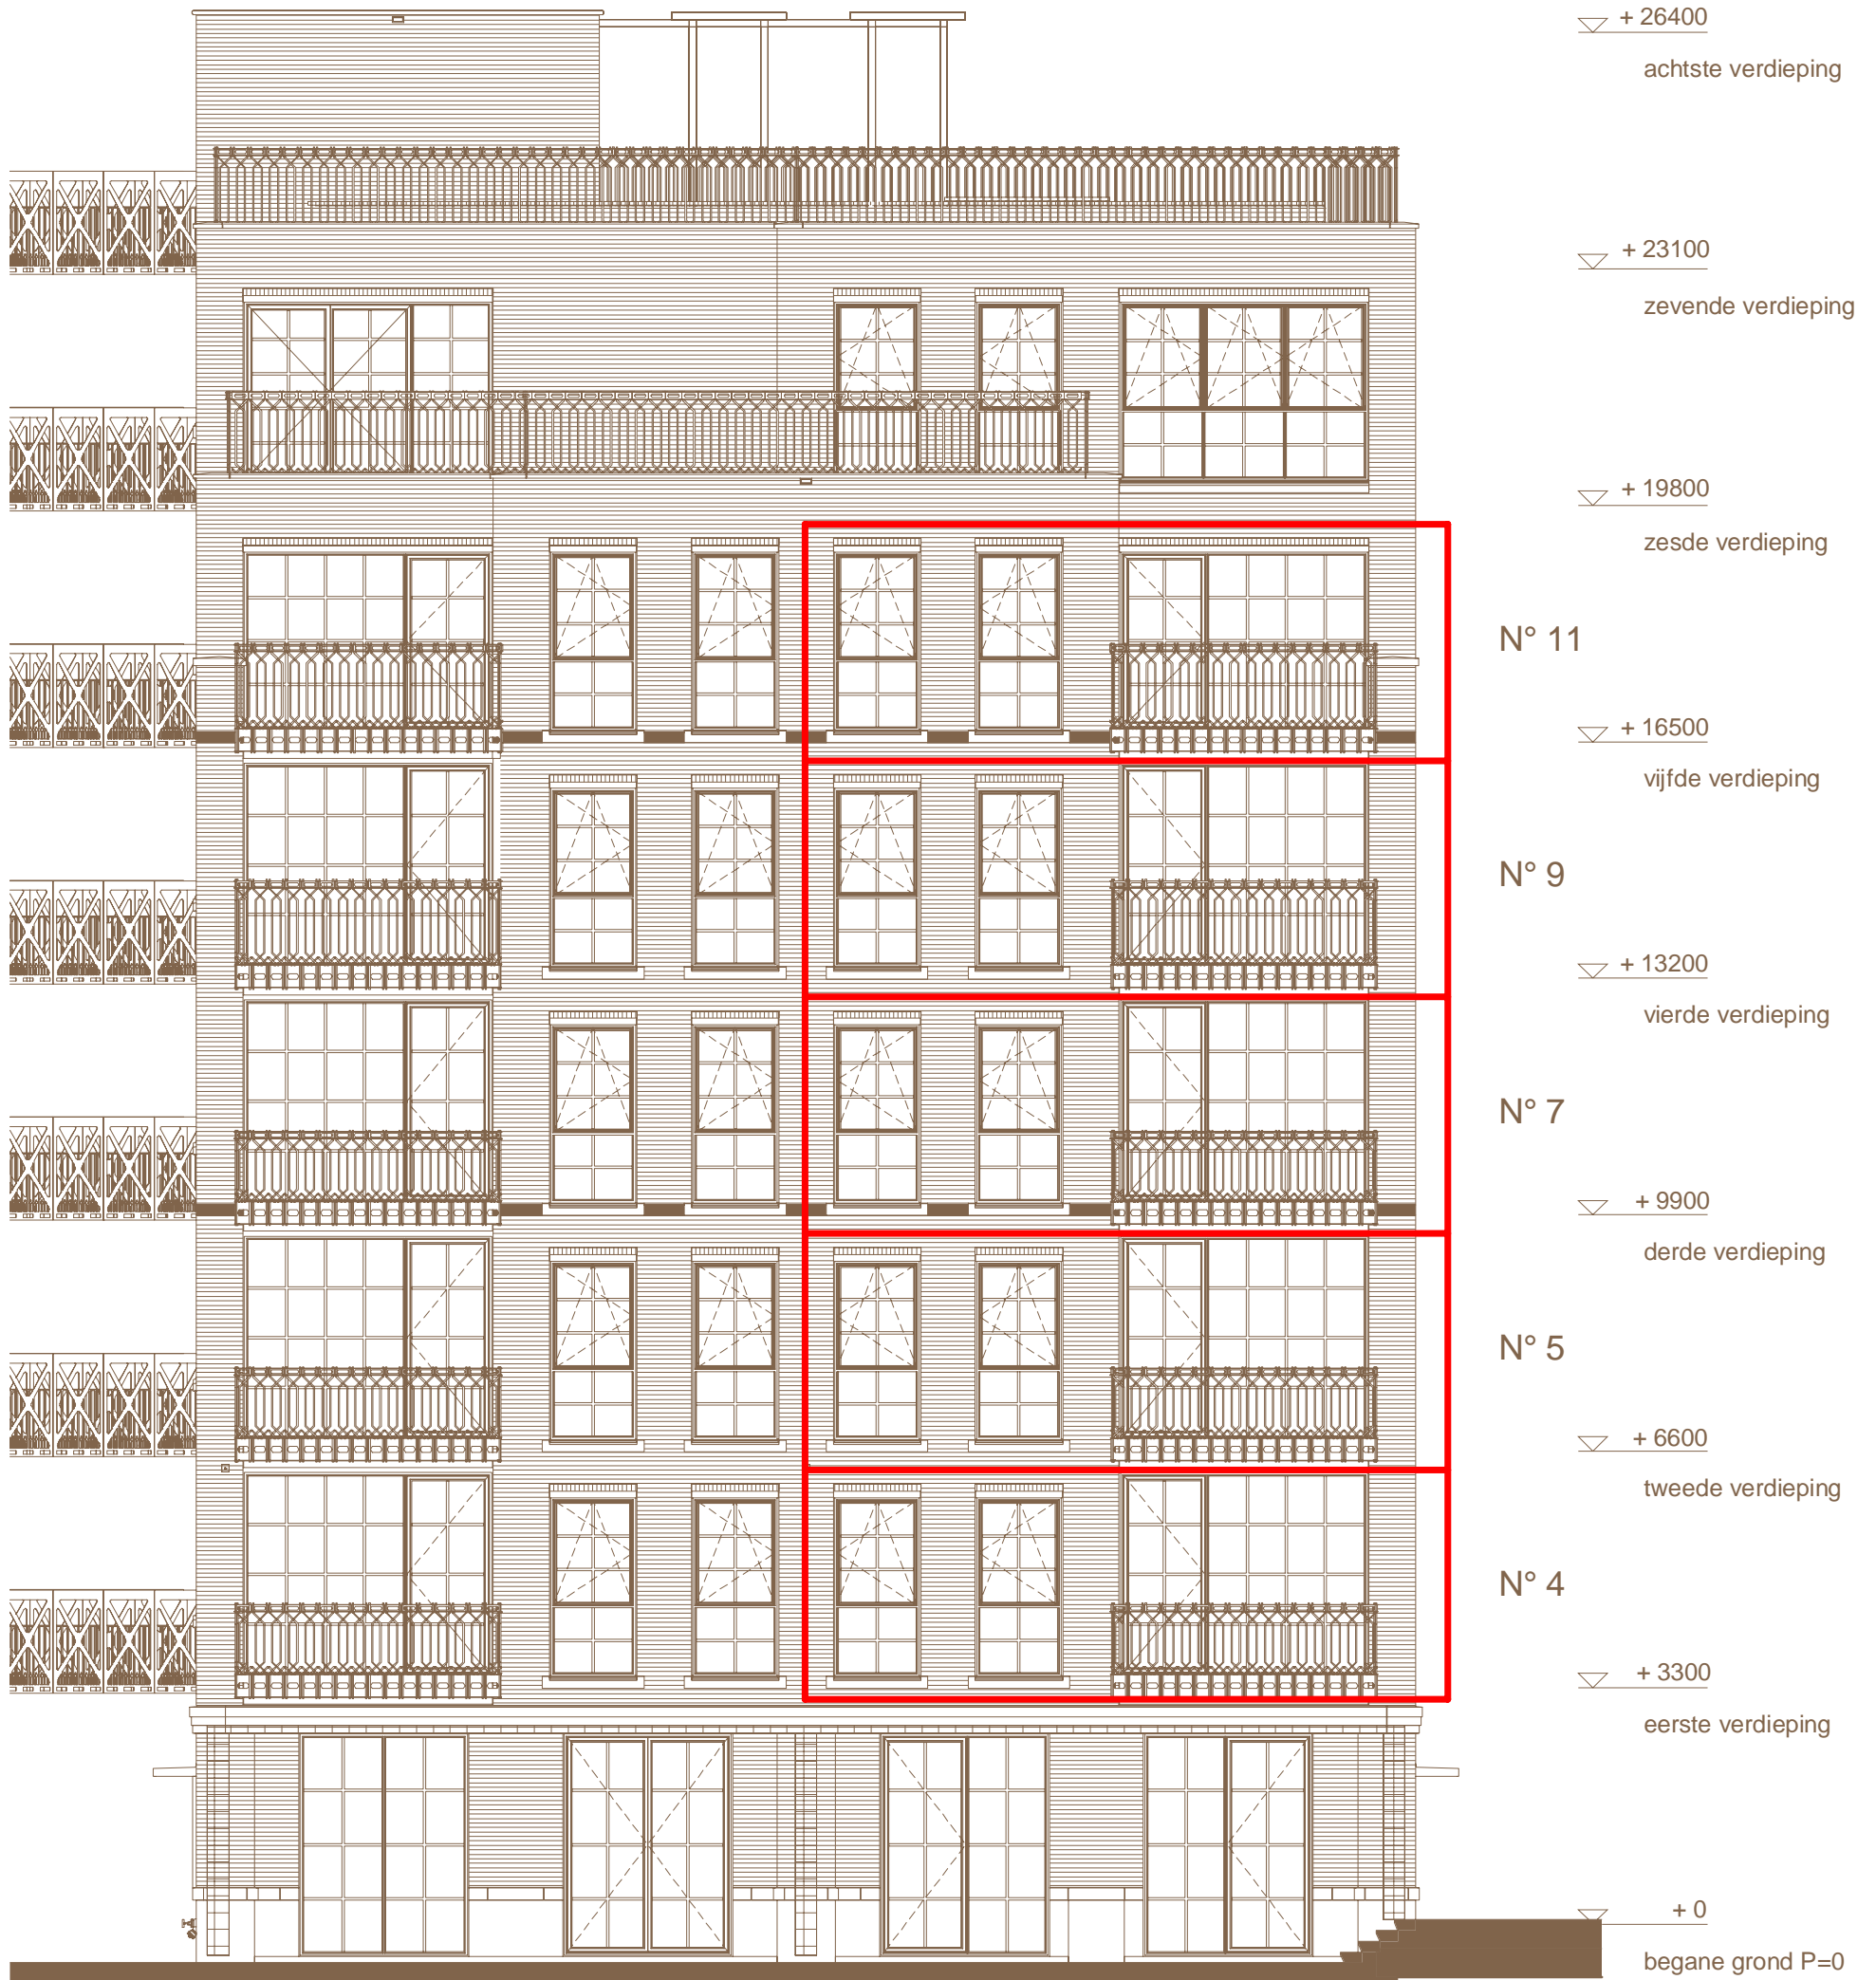 + 26400
achtste verdieping
+ 23100
zevende verdieping
+ 19800
zesde verdieping
N° 11
+ 16500
vijfde verdieping
N° 9
+ 13200
vierde verdieping
N° 7
+ 9900
derde verdieping
N° 5
+ 6600
tweede verdieping
N° 4
+ 3300
eerste verdieping
+ 0
begane grond P=0